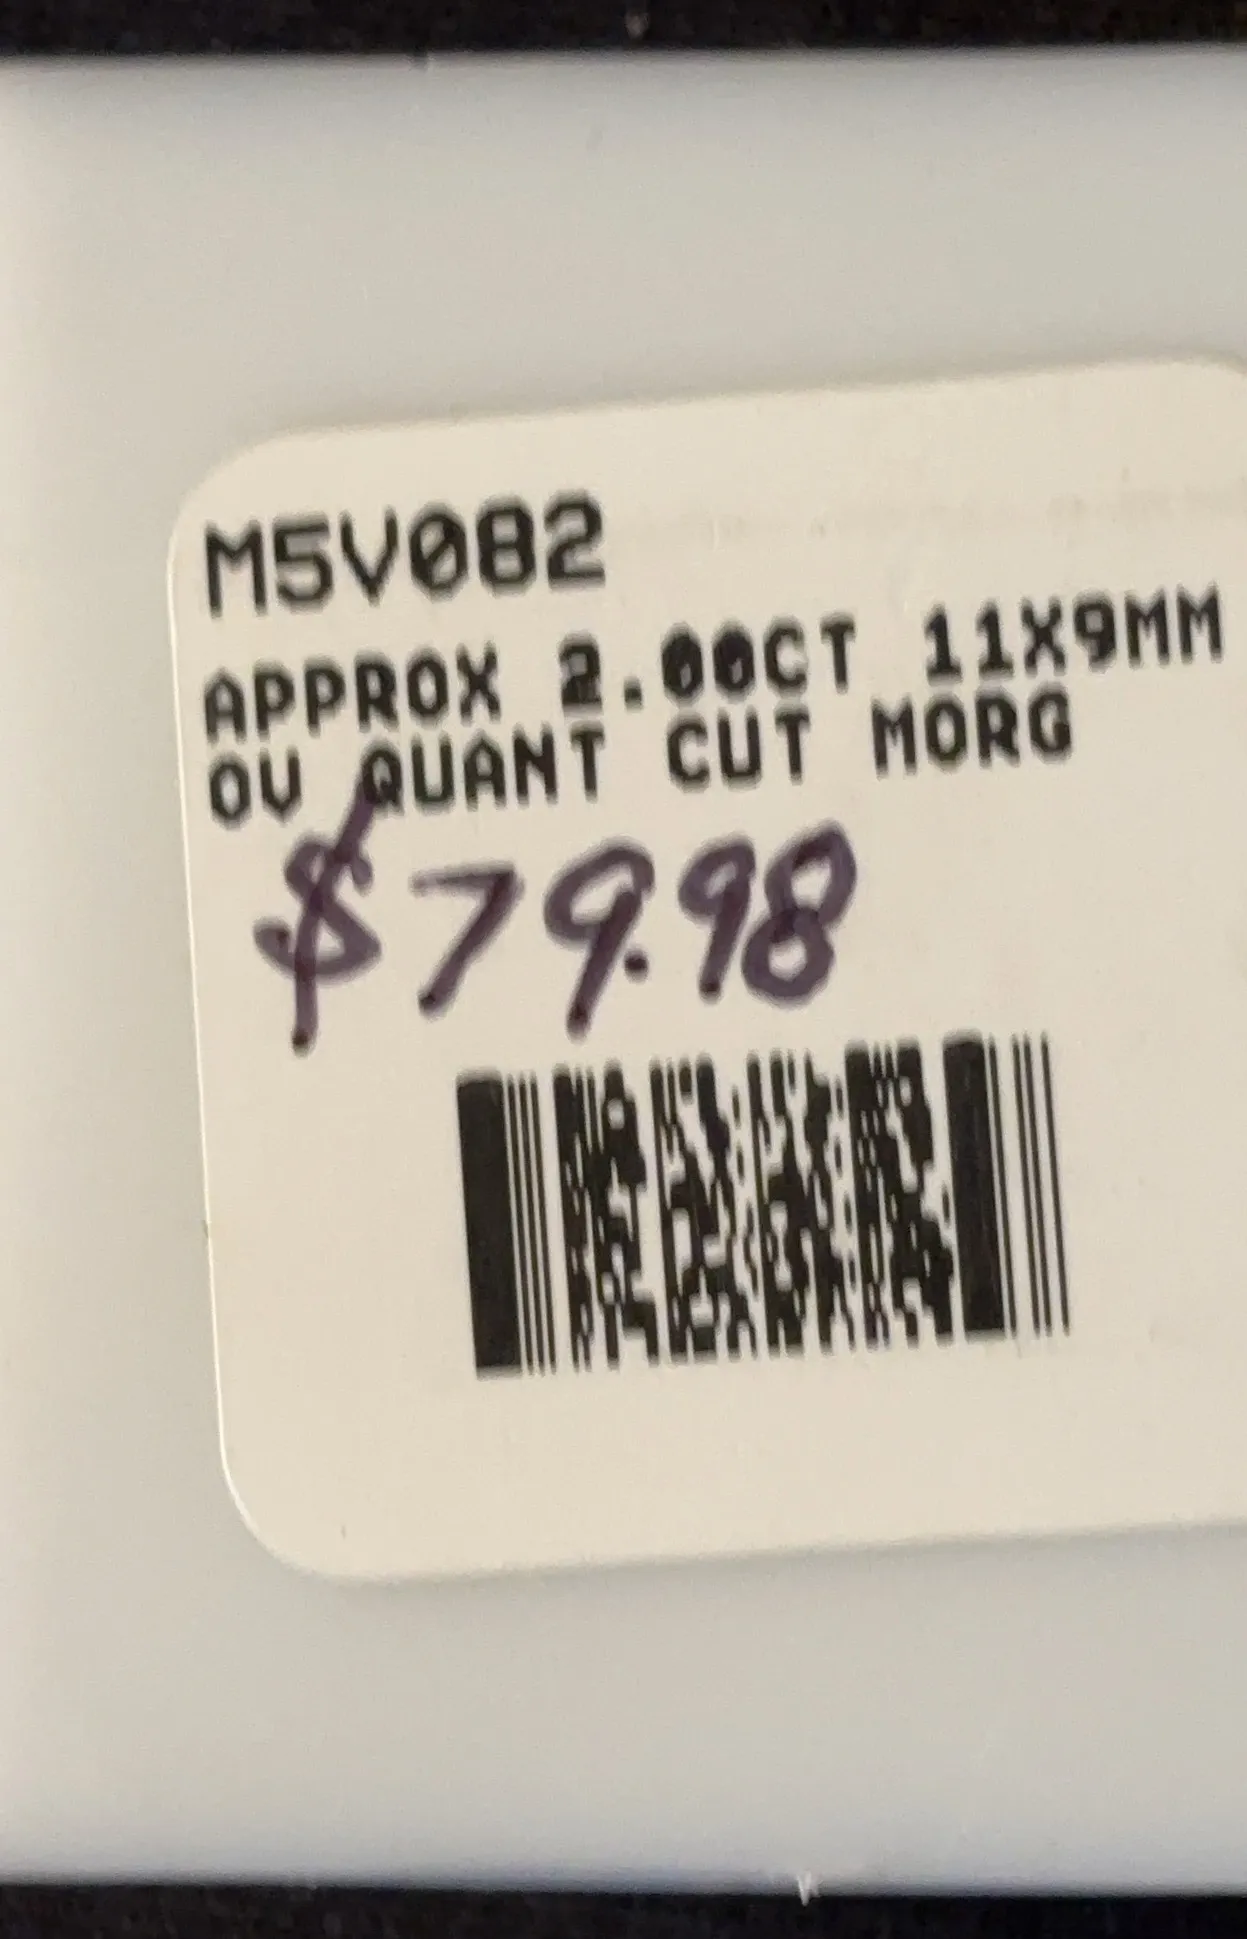 M5V082
APPROX 2.00CT 11X9MM
OV QUANT CUT MORG
$79.98